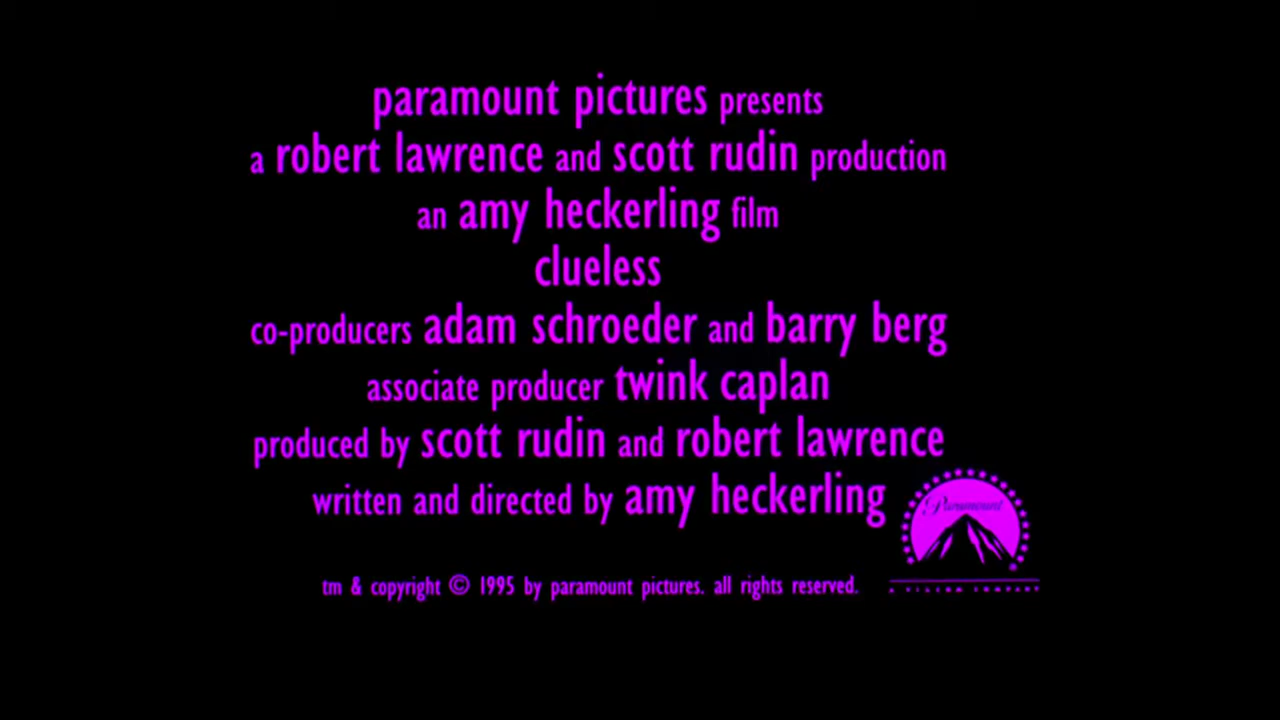 paramount pictures presents
a robert lawrence and scott rudin production
an amy heckerling film
clueless
co-producers adam schroeder and barry berg
associate producer twink caplan
produced by scott rudin and robert lawrence
written and directed by amy heckerling
Paramount
tm & copyright © 1995 by paramount pictures. all rights reserved.